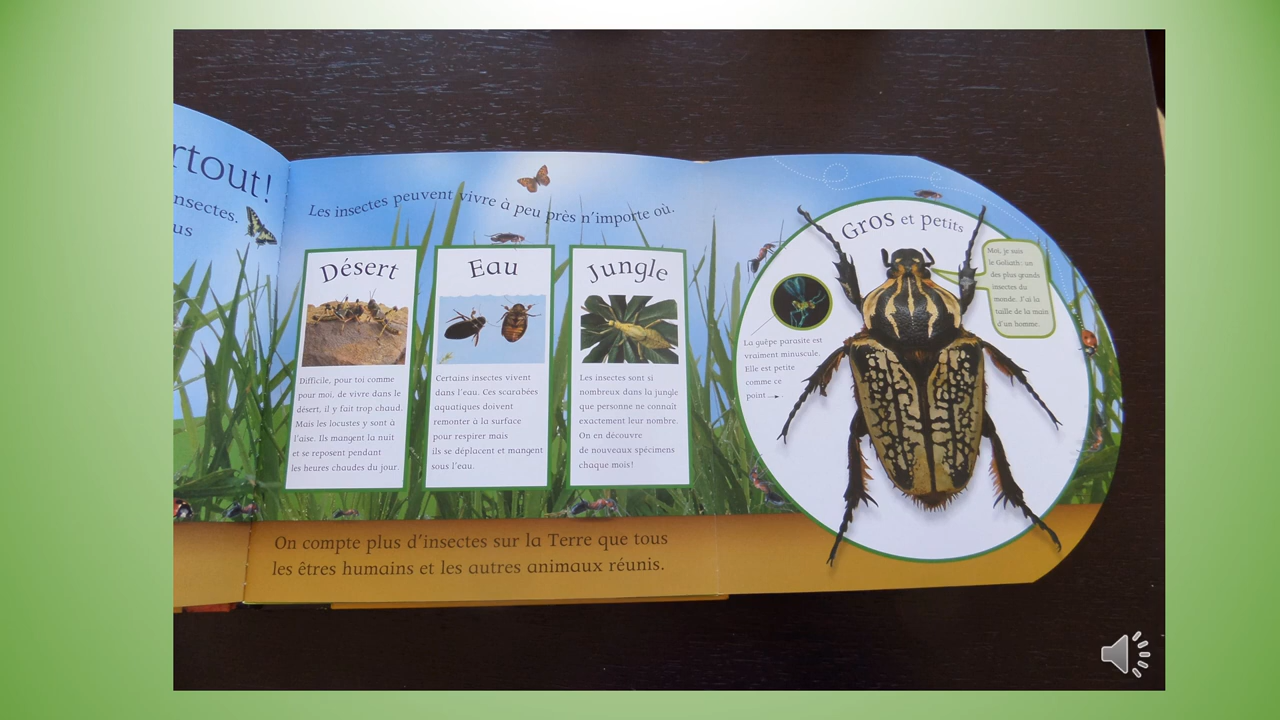 rtout!
nsectes.
us
Les insectes peuvent vivre à peu près n'importe où.
Désert
Difficile, pour toi comme
pour moi, de vivre dans le
désert, il y fait trop chaud.
Mais les locustes y sont à
l'aise. Ils mangent la nuit
et se reposent pendant
les heures chaudes du jour.
Eau
Certains insectes vivent
dans l'eau. Ces scarabées
aquatiques doivent
remonter à la surface
pour respirer mais
ils se déplacent et mangent
sous l'eau.
Jungle
Les insectes sont si
nombreux dans la jungle
que personne ne connaît
exactement leur nombre.
On en découvre
de nouveaux spécimens
chaque mois!
On compte plus d'insectes sur la Terre que tous
les êtres humains et les autres animaux réunis.
Gros et petits
La guêpe parasite est
vraiment minuscule.
Elle est petite
comme ce
point
Moi, je suis
le Goliath: un
des plus grands
insectes du
monde. J'ai la
taille de la main
d'un homme.